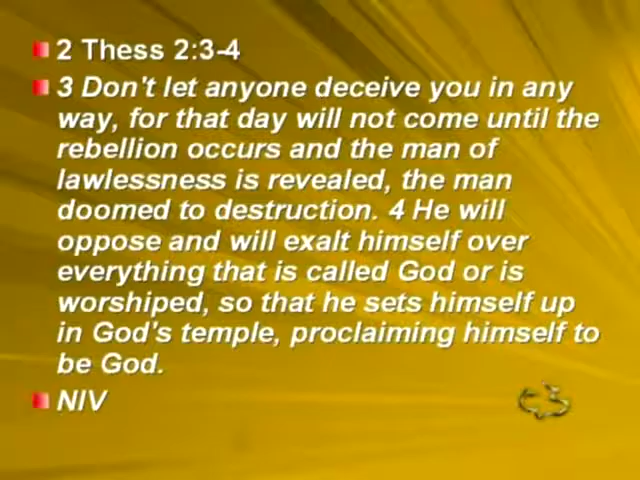 2 Thess 2:3-4
3 Don't let anyone deceive you in any
way, for that day will not come until the
rebellion occurs and the man of
lawlessness is revealed, the man
doomed to destruction. 4 He will
oppose and will exalt himself over
everything that is called God or is
worshiped, so that he sets himself up
in God's temple, proclaiming himself to
be God.
NIV